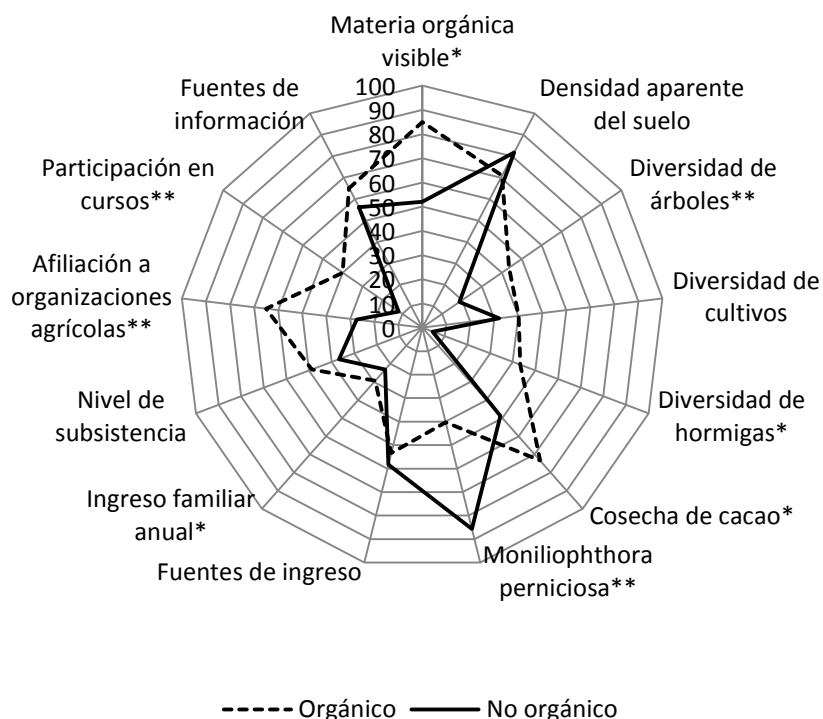 Materia orgánica
visible*
Densidad aparente
del suelo
Diversidad de
árboles**
Diversidad de
cultivos
Diversidad de
hormigas*
Cosecha de cacao*
Moniliophthora
perniciosa**
Fuentes de ingreso
Ingreso familiar
anual*
Nivel de
subsistencia
Afiliación a
organizaciones
agrícolas**
Participación en
cursos**
Fuentes de
información
100
90
80
70
60
50
40
30
20
10
0
Orgánico
No orgánico